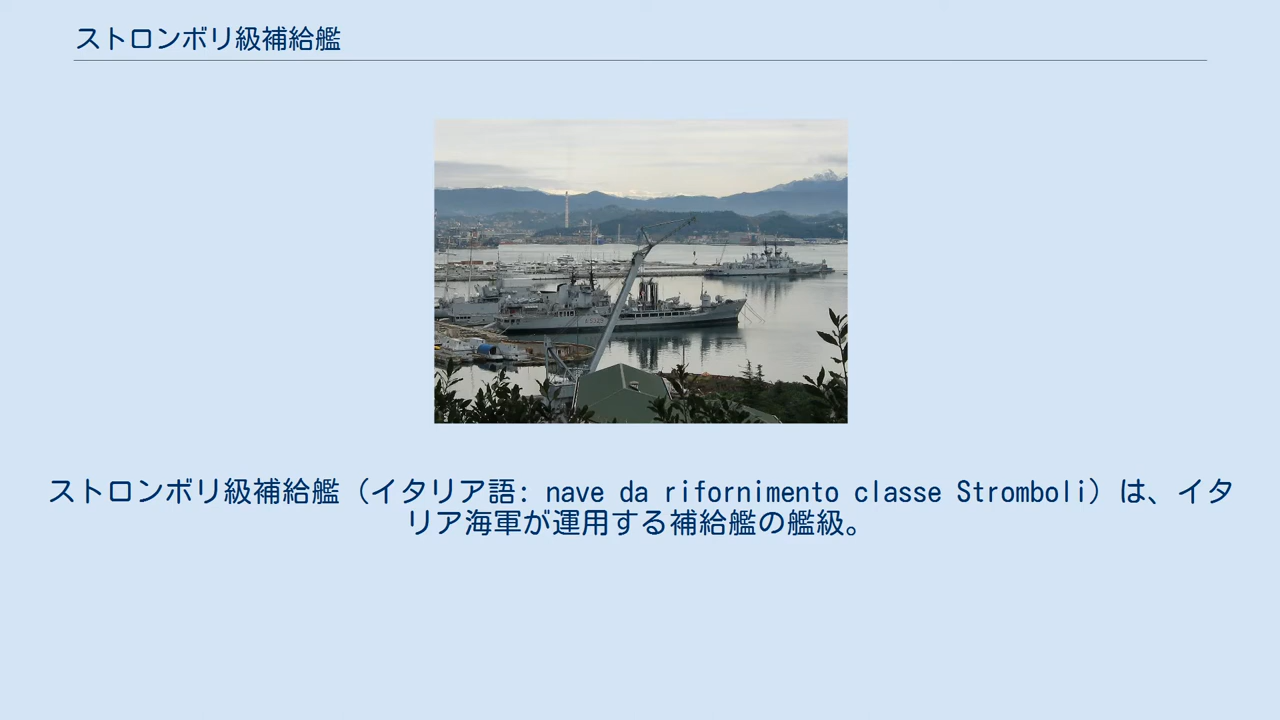 ストロンボリ級補給艦
ストロンボリ級補給艦（イタリア語: nave da rifornimento classe Stromboli）は、イタ
リア海軍が運用する補給艦の艦級。